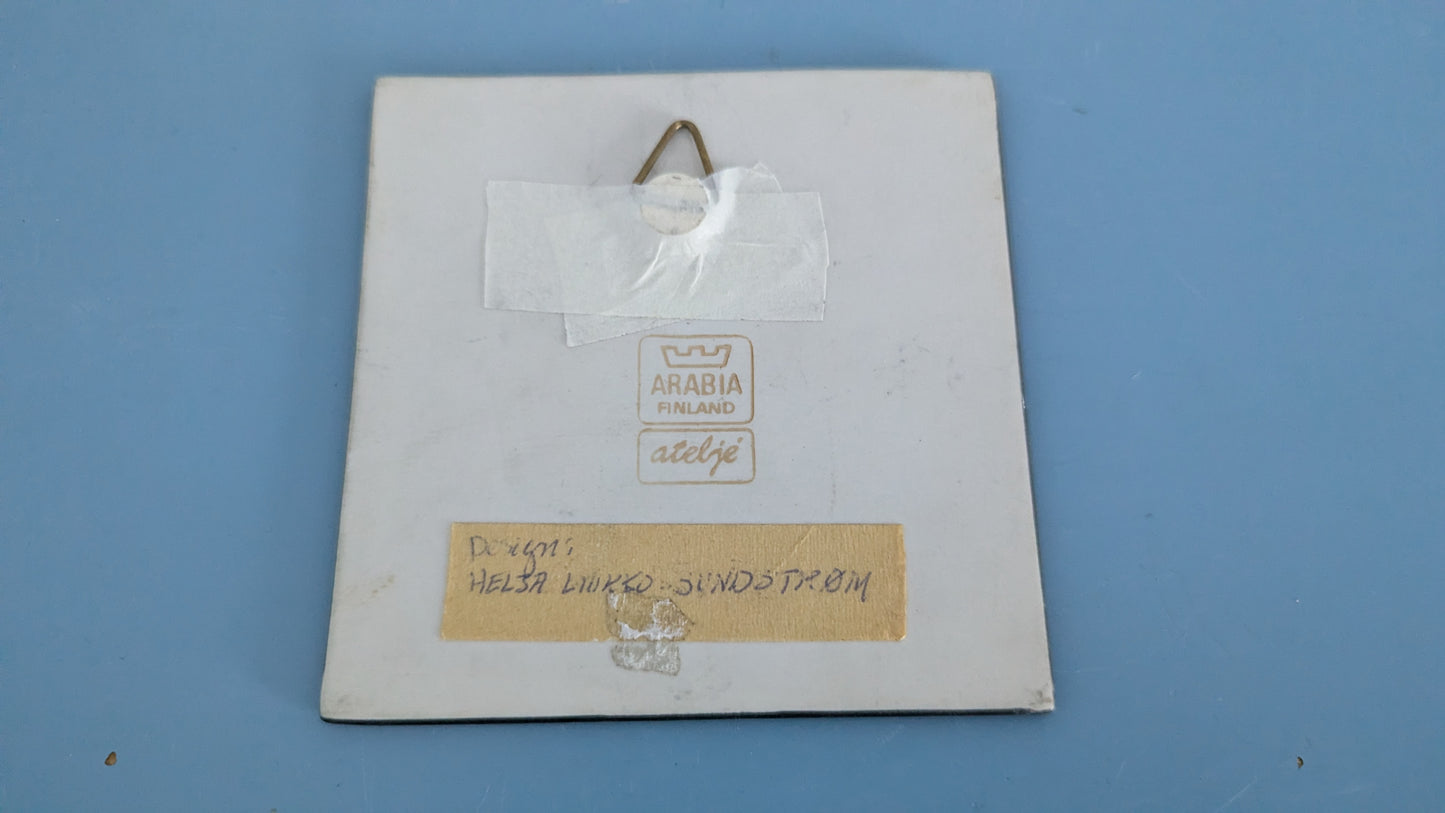 ARABIA
FINLAND
ateljé
Design:
HELJA LIUKKO-SUNDSTRØM